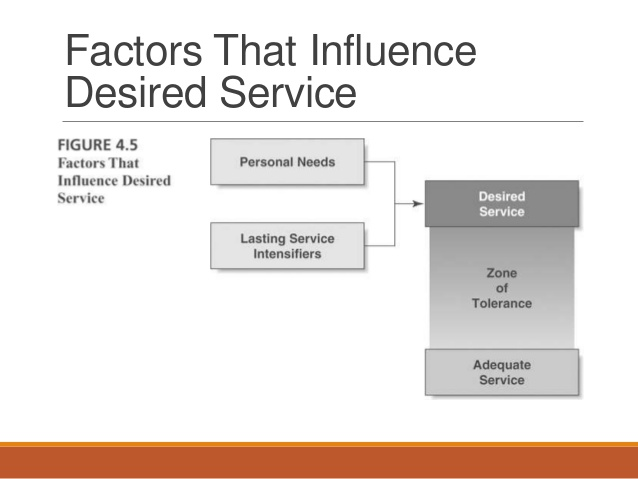 Factors That Influence
Desired Service
FIGURE 4.5
Factors That
Influence Desired
Service
Personal Needs
Lasting Service
Intensifiers
Desired
Service
Zone
of
Tolerance
Adequate
Service